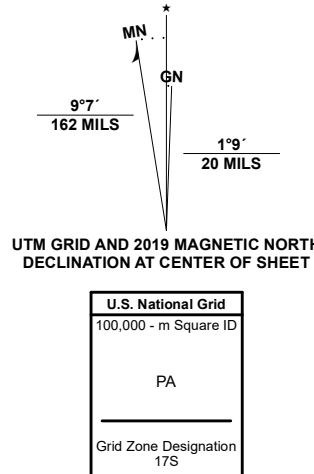 ★
MN
GN
9°7´
162 MILS
1°9´
20 MILS
UTM GRID AND 2019 MAGNETIC NORTH
DECLINATION AT CENTER OF SHEET
U.S. National Grid
100,000 - m Square ID
PA
Grid Zone Designation
17S